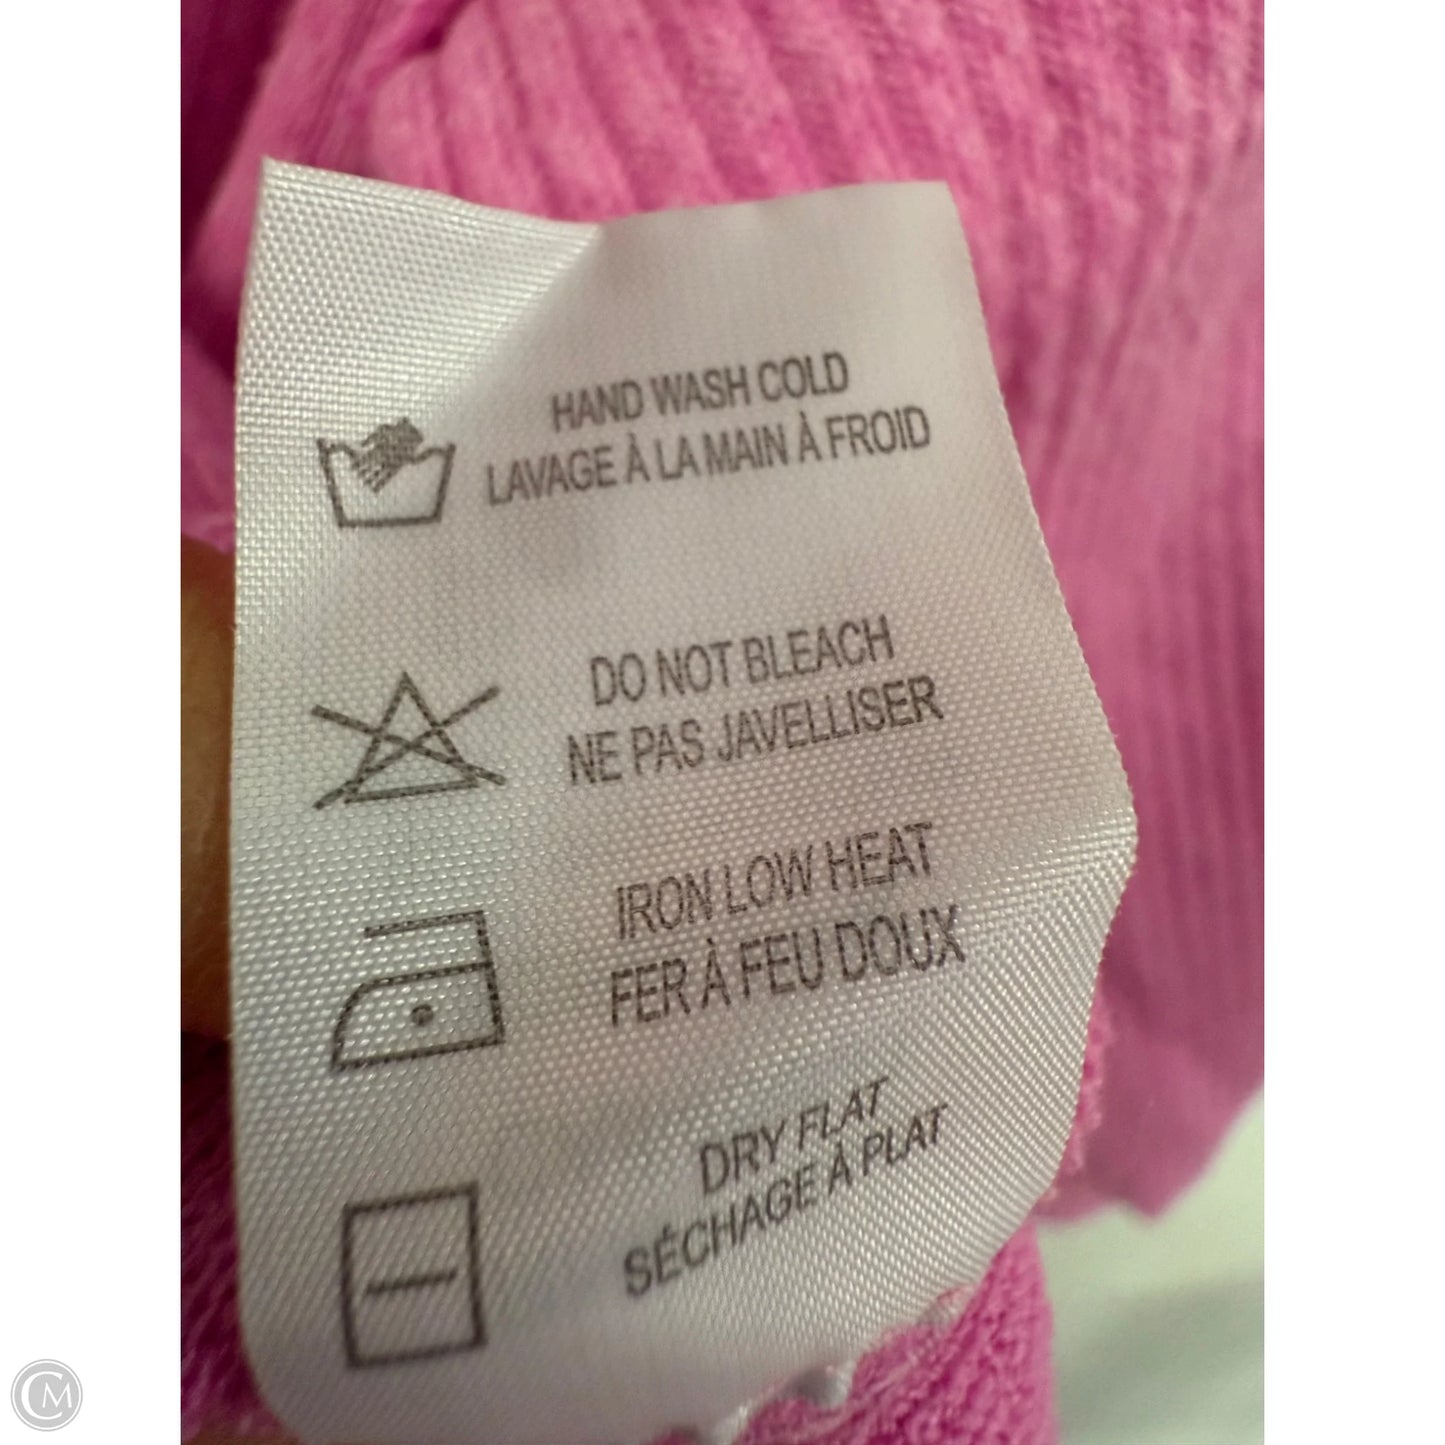 HAND WASH COLD
LAVAGE À LA MAIN À FROID
DO NOT BLEACH
NE PAS JAVELLISER
IRON LOW HEAT
FER À FEU DOUX
DRY FLAT
SÉCHAGE À PLAT
CM